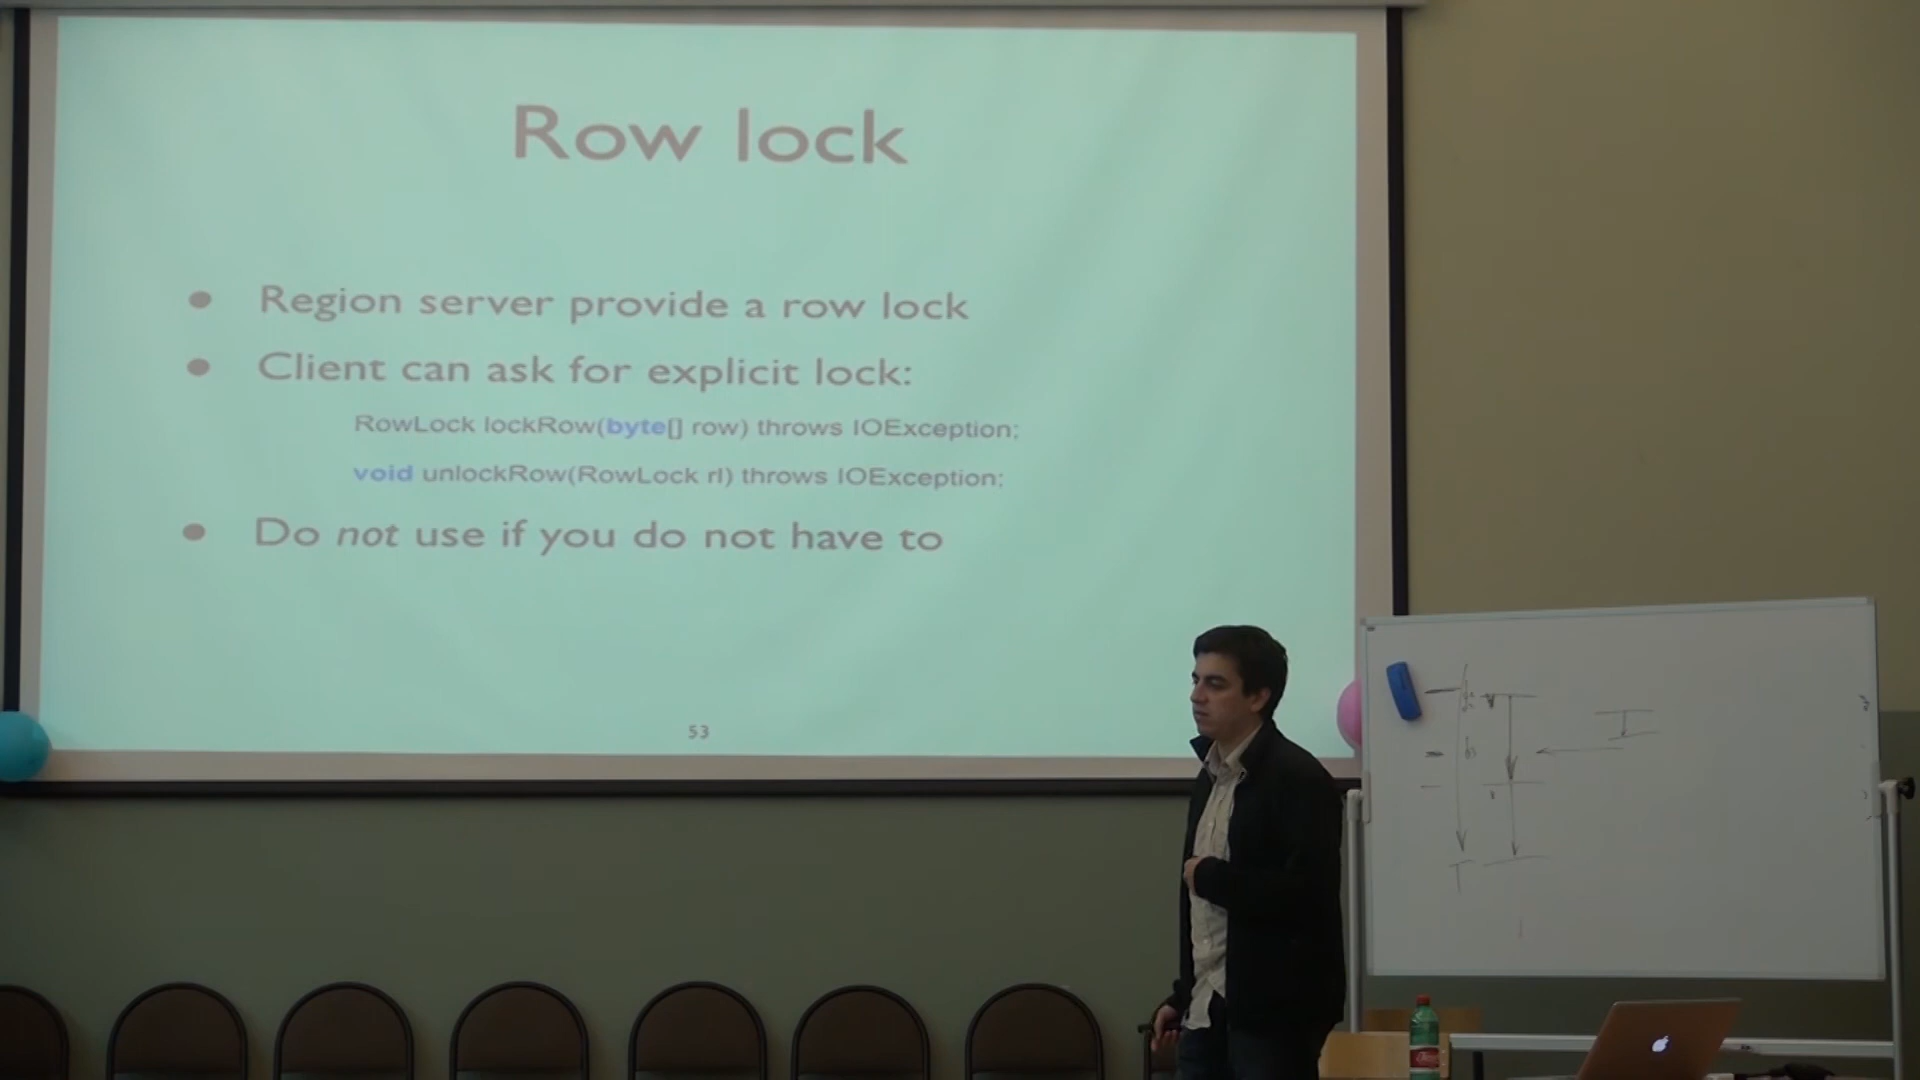 Row lock
● Region server provide a row lock
● Client can ask for explicit lock:
RowLock lockRow(byte[] row) throws IOException;
void unlockRow(RowLock rl) throws IOException;
● Do not use if you do not have to
53